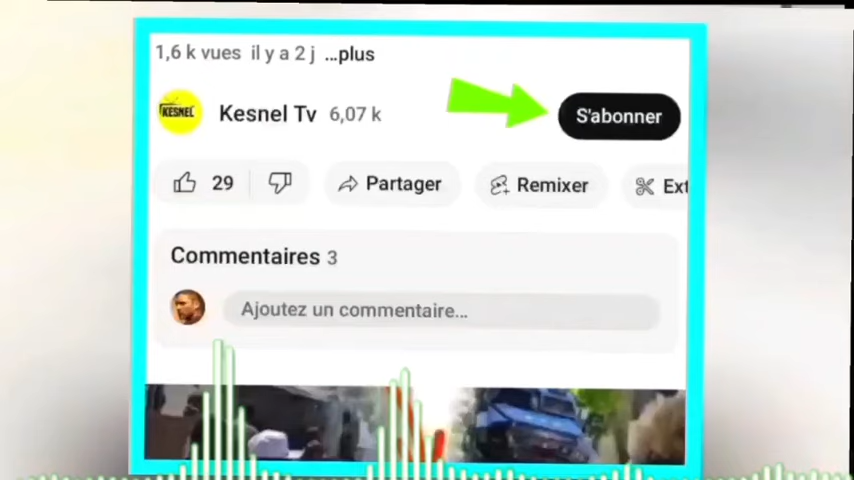 1,6 k vues il y a 2 j ...plus
KESNEL
Kesnel Tv 6,07 k
S'abonner
29
Partager
Remixer
Ext
Commentaires 3
Ajoutez un commentaire...